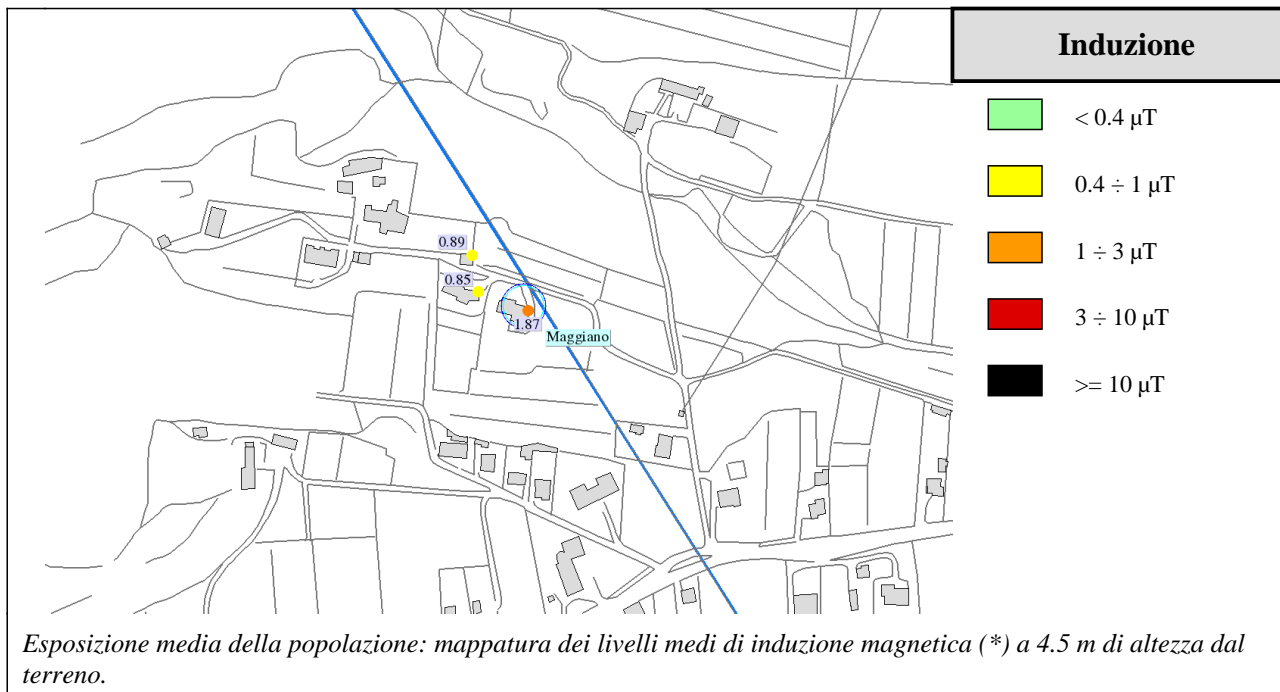 Induzione
< 0.4 µT
0.4 ÷ 1 µT
1 ÷ 3 µT
3 ÷ 10 µT
>= 10 µT
0.89
0.85
1.87
Maggiano
Esposizione media della popolazione: mappatura dei livelli medi di induzione magnetica (*) a 4.5 m di altezza dal
terreno.